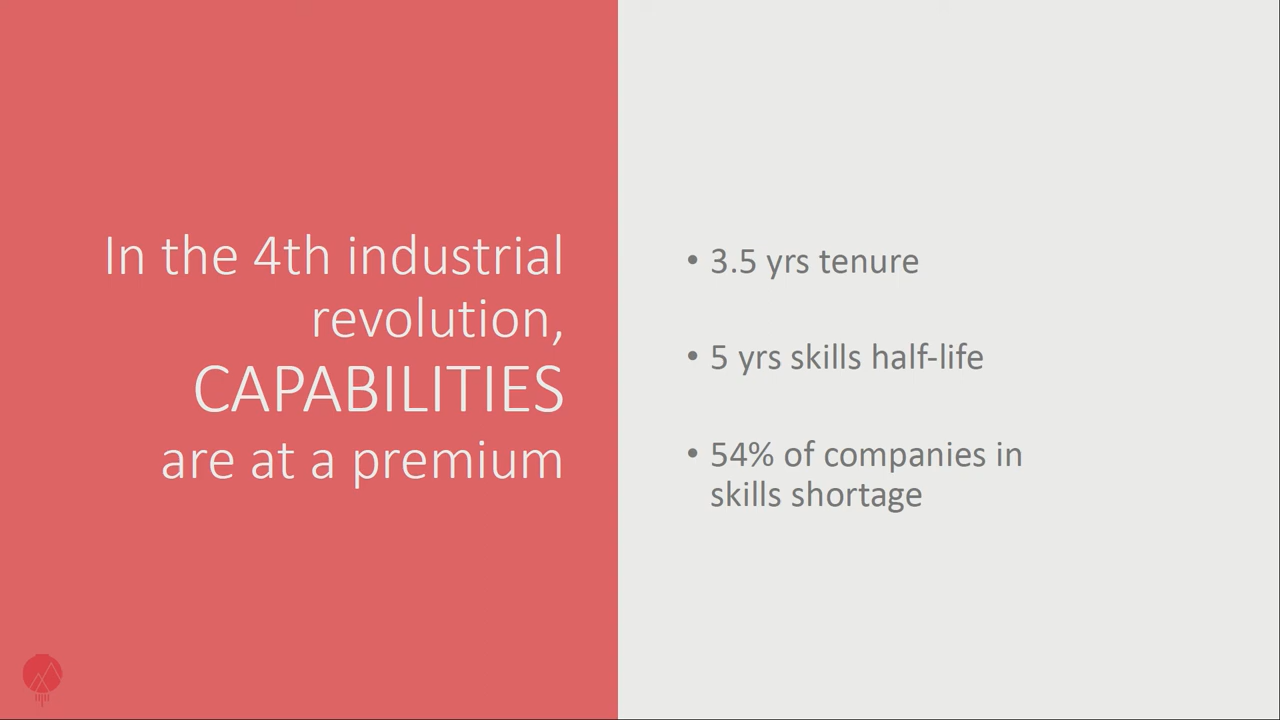 In the 4th industrial
revolution,
CAPABILITIES
are at a premium
• 3.5 yrs tenure
• 5 yrs skills half-life
• 54% of companies in
skills shortage